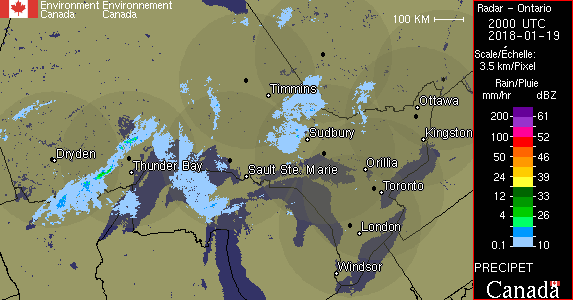 Environment Environnement
Canada Canada
100 KM
Timmins
Ottawa
Sudbury
Kingston
Dryden
Thunder Bay
Sault Ste. Marie
Orillia
Toronto
London
Windsor
Radar - Ontario
2000 UTC
2018-01-19
Scale/Échelle:
3.5 km/Pixel
Rain/Pluie
mm/hr dBZ
200 61
100 52
50 46
24 39
12 33
4 26
0.1 10
PRECIPET
Canada